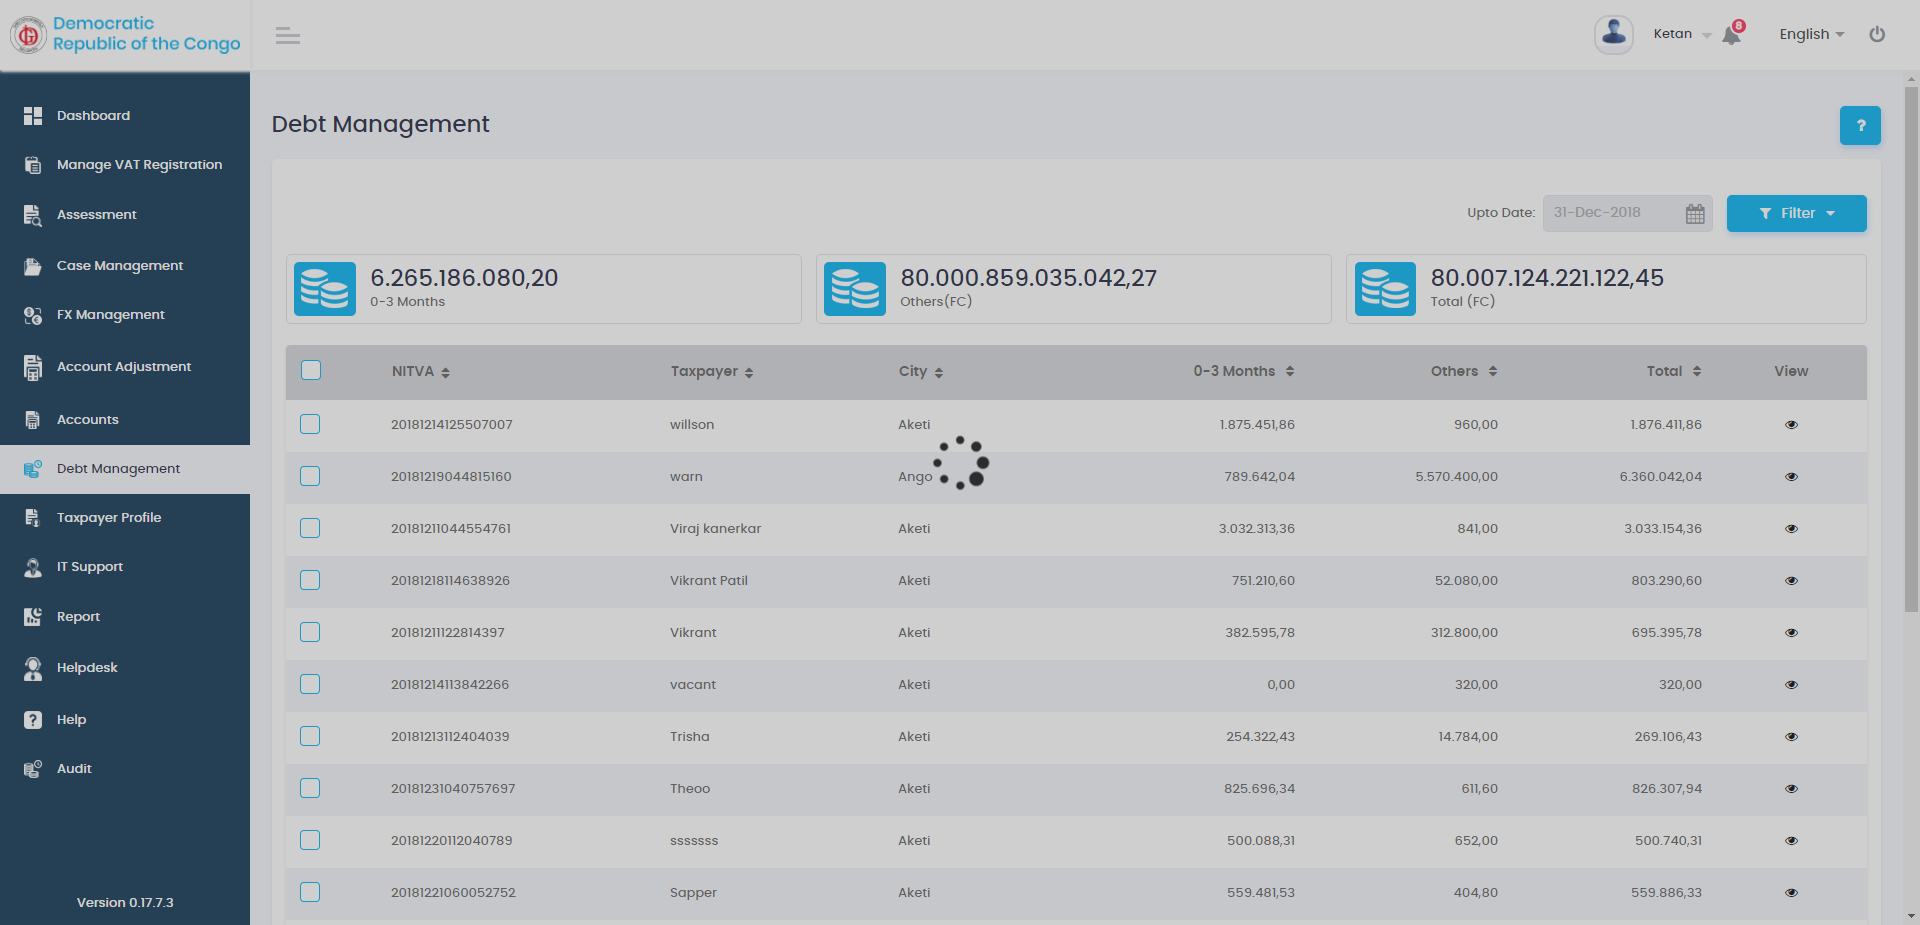 Democratic
Republic of the Congo
Ketan
8
English
Dashboard
Manage VAT Registration
Assessment
Case Management
FX Management
Account Adjustment
Accounts
Debt Management
Taxpayer Profile
IT Support
Report
Helpdesk
Help
Audit
Version 0.17.7.3
Debt Management
?
Upto Date: 31-Dec-2018 Filter
6.265.186.080,20
0-3 Months
80.000.859.035.042,27
Others(FC)
80.007.124.221.122,45
Total (FC)
NITVA Taxpayer City 0-3 Months Others Total View
20181214125507007 willson Aketi 1.875.451,86 960,00 1.876.411,86
20181219044815160 warn Ango 789.642,04 5.570.400,00 6.360.042,04
20181211044554761 Viraj kanerkar Aketi 3.032.313,36 841,00 3.033.154,36
20181218114638926 Vikrant Patil Aketi 751.210,60 52.080,00 803.290,60
20181211122814397 Vikrant Aketi 382.595,78 312.800,00 695.395,78
20181214113842266 vacant Aketi 0,00 320,00 320,00
20181213112404039 Trisha Aketi 254.322,43 14.784,00 269.106,43
20181231040757697 Theoo Aketi 825.696,34 611,60 826.307,94
20181220112040789 sssssss Aketi 500.088,31 652,00 500.740,31
20181221060052752 Sapper Aketi 559.481,53 404,80 559.886,33